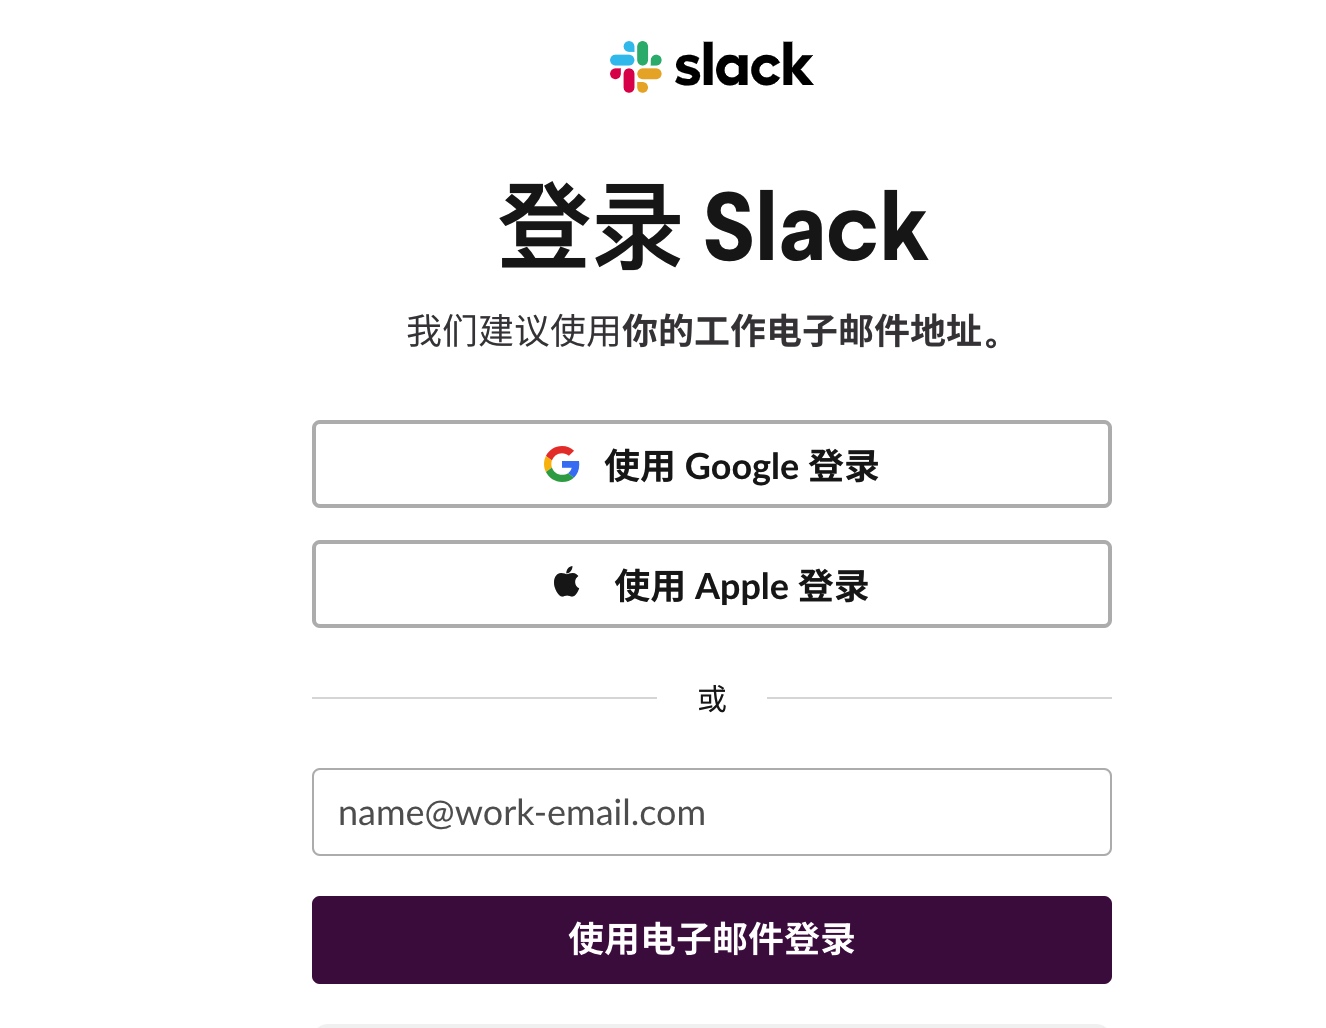 slack
登录 Slack
我们建议使用你的工作电子邮件地址。
使用 Google 登录
使用 Apple 登录
或
name@work-email.com
使用电子邮件登录